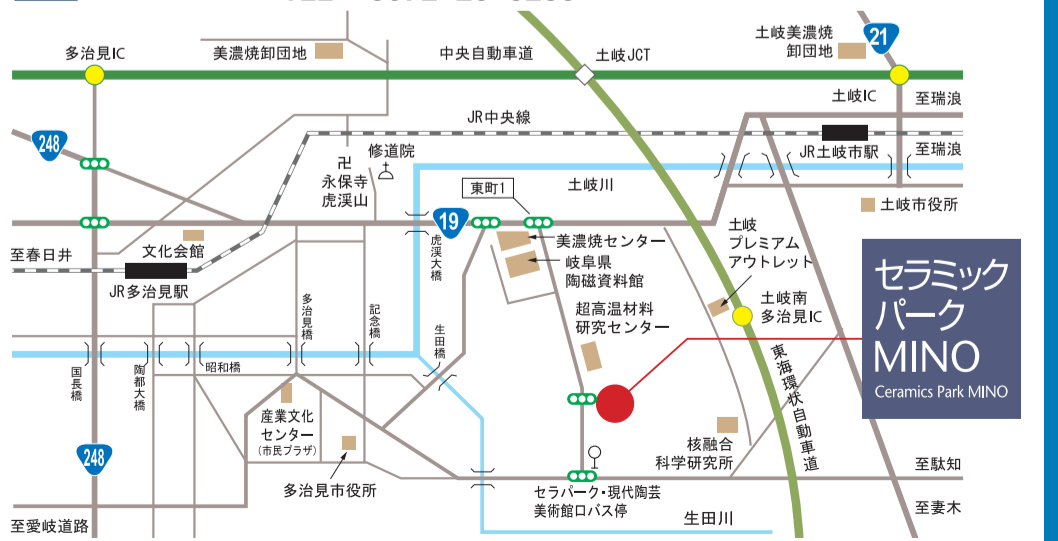 多治見IC
美濃焼卸団地
中央自動車道
土岐JCT
土岐美濃焼
卸団地
21
土岐IC
至瑞浪
JR中央線
248
修道院
卍
永保寺
虎渓山
東町1
土岐川
JR土岐市駅
至瑞浪
土岐市役所
19
至春日井
文化会館
JR多治見駅
虎渓大橋
美濃焼センター
岐阜県
陶磁資料館
土岐
プレミアム
アウトレット
超高温材料
研究センター
土岐南
多治見IC
セラミック
パーク
MINO
Ceramics Park MINO
多治見橋
記念橋
生田橋
国長橋
陶都大橋
昭和橋
東海環状自動車道
産業文化
センター
(市民プラザ)
多治見市役所
248
核融合
科学研究所
至駄知
セラパーク・現代陶芸
美術館口バス停
生田川
至妻木
至愛岐道路